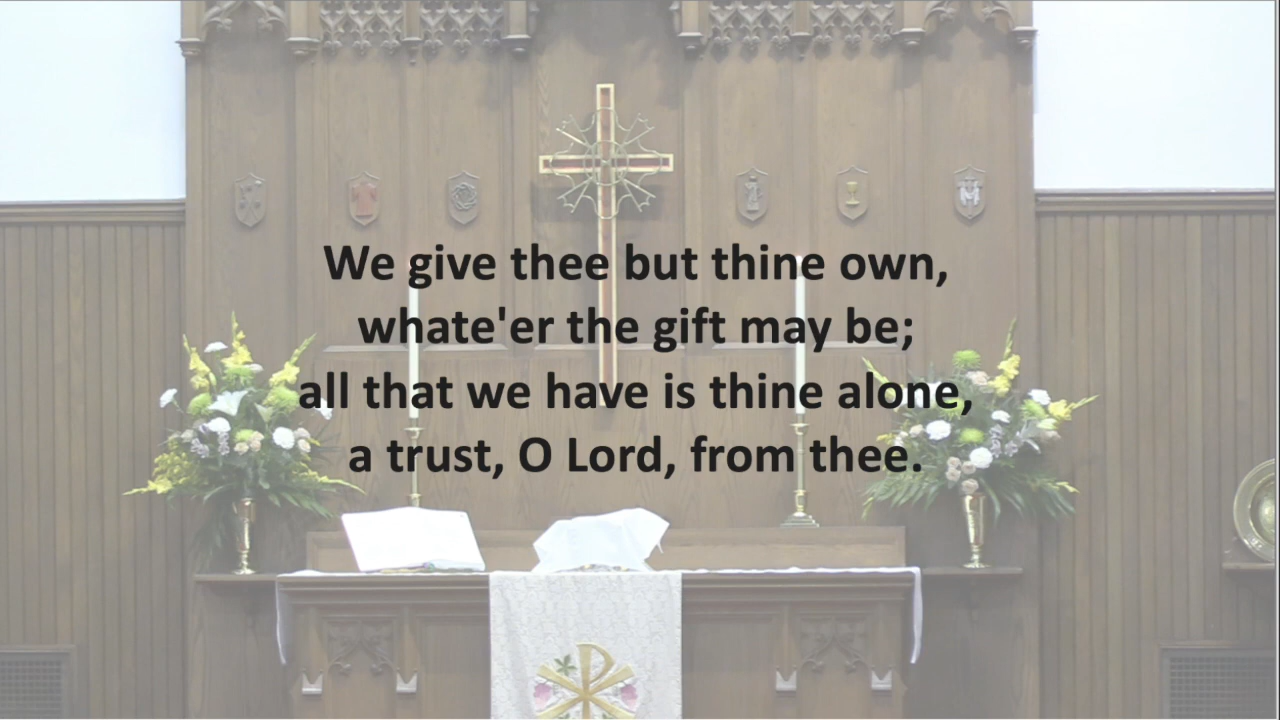 We give thee but thine own,
whate'er the gift may be;
all that we have is thine alone,
a trust, O Lord, from thee.